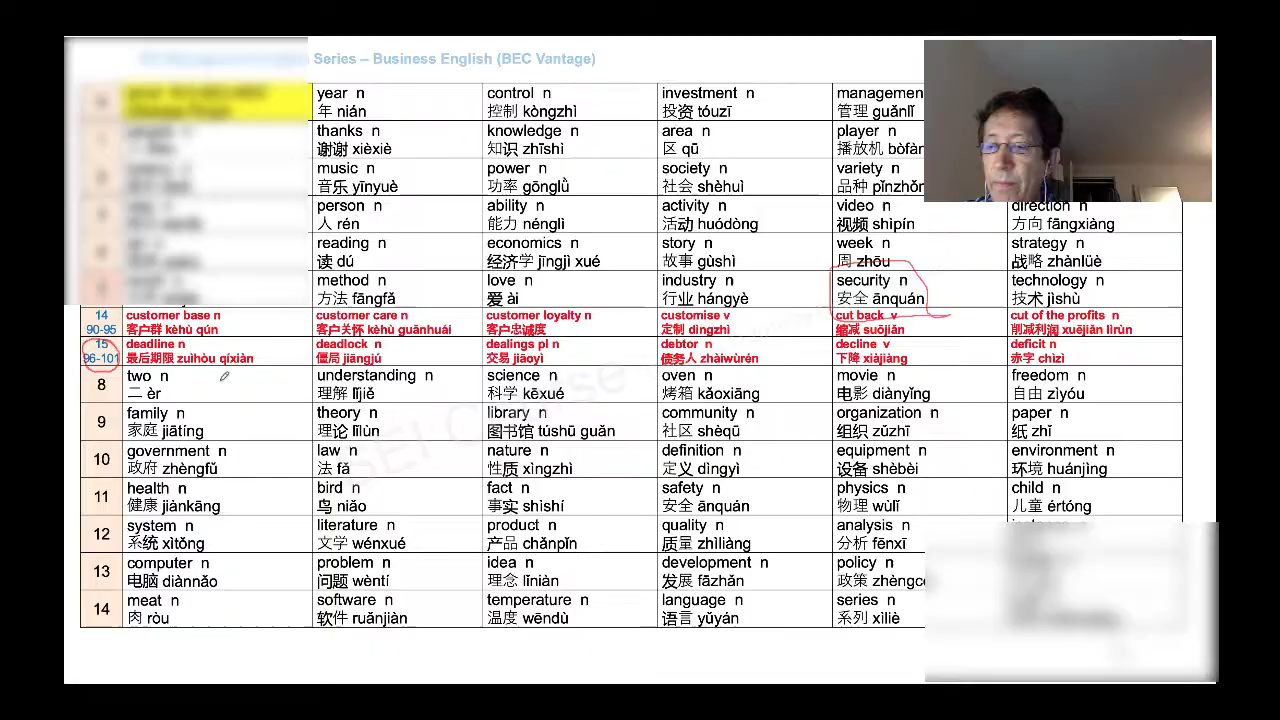 Series – Business English (BEC Vantage)
year n control n investment n
年 nián 控制 kòngzhì 投资 tóuzī 管理 guǎnlǐ
thanks n knowledge n area n player n
谢谢 xièxiè 知识 zhīshì 区 qū 播放机
music n power n society n variety n
音乐 yīnyuè 功率 gōnglǜ 社会 shèhuì 品种
person n ability n activity n video n direction n
人 rén 能力 nénglì 活动 huódòng 视频 shìpín 方向 fāngxiàng
reading n economics n story n week n strategy n
读 dú 经济学 jīngjì xué 故事 gùshì 周 zhōu 战略 zhànlüè
method n love n industry n security n technology n
方法 fāngfǎ 爱 ài 行业 hángyè 安全 ānquán 技术 jìshù
14 customer base n customer care n customer loyalty n customise v cut back v cut of the profits n
90-95 客户群 kèhù qún 客户关怀 kèhù guānhuái 客户忠诚度 定制 dìngzhì 缩减 suōjiǎn 削减利润 xuējiǎn lìrùn
15 deadline n deadlock n dealings pl n debtor n decline v deficit n
96-101 最后期限 zuìhòu qíxiàn 僵局 jiāngjú 交易 jiāoyì 债务人 zhàiwùrén 下降 xiàjiàng 赤字 chìzì
8 two n understanding n science n oven n movie n freedom n
二 èr 理解 lǐjiě 科学 kēxué 烤箱 kǎoxiāng 电影 diànyǐng 自由 zìyóu
9 family n theory n library n community n organization n paper n
家庭 jiātíng 理论 lǐlùn 图书馆 túshū guǎn 社区 shèqū 组织 zǔzhī 纸 zhǐ
10 government n law n nature n definition n equipment n environment n
政府 zhèngfǔ 法 fǎ 性质 xìngzhì 定义 dìngyì 设备 shèbèi 环境 huánjìng
11 health n bird n fact n safety n physics n child n
健康 jiànkāng 鸟 niǎo 事实 shìshí 安全 ānquán 物理 wùlǐ 儿童 értóng
12 system n literature n product n quality n analysis n
系统 xìtǒng 文学 wénxué 产品 chǎnpǐn 质量 zhìliàng 分析 fēnxī
13 computer n problem n idea n development n policy n
电脑 diànnǎo 问题 wèntí 理念 lǐniàn 发展 fāzhǎn 政策
14 meat n software n temperature n language n series n
肉 ròu 软件 ruǎnjiàn 温度 wēndù 语言 yǔyán 系列 xìliè